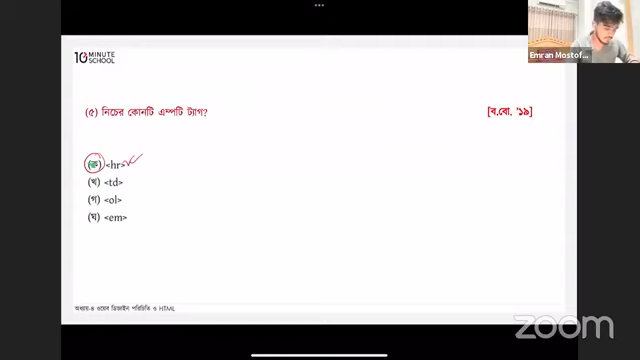 10 MINUTE
SCHOOL
Emran Mostof...
(৫) নিচের কোনটি এম্পটি ট্যাগ?
[ব.বো. '১৯]
(ক) <hr>
(খ) <td>
(গ) <ol>
(ঘ) <em>
অধ্যায়-৪ ওয়েব ডিজাইন পরিচিতি ও HTML
zoom